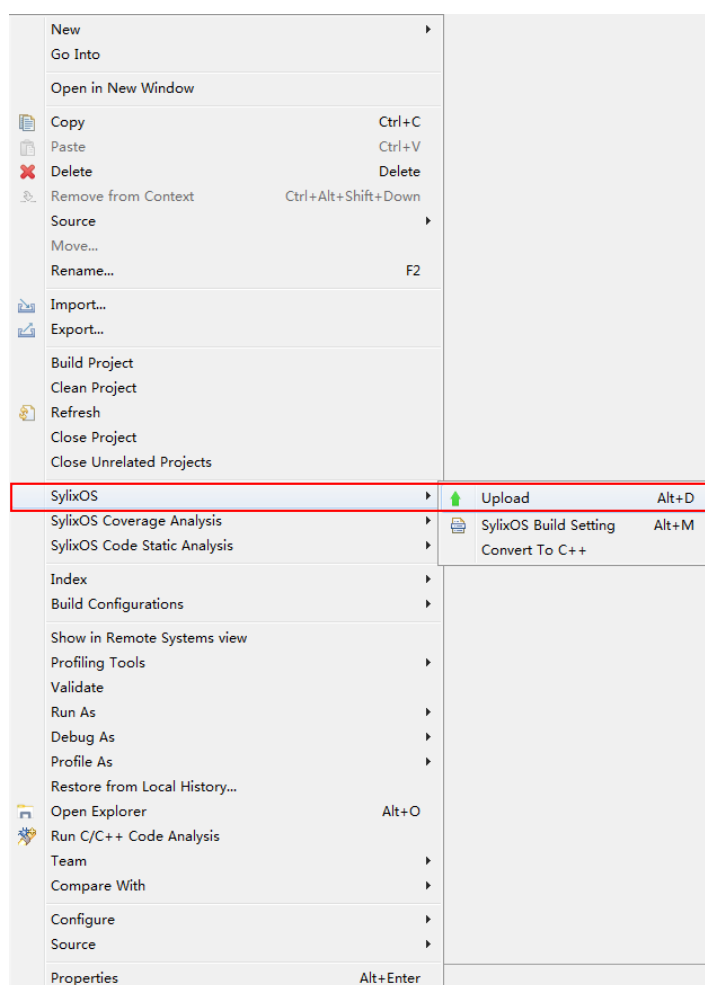 New
Go Into
Open in New Window
Copy Ctrl+C
Paste Ctrl+V
Delete Delete
Remove from Context Ctrl+Alt+Shift+Down
Source
Move...
Rename... F2
Import...
Export...
Build Project
Clean Project
Refresh
Close Project
Close Unrelated Projects
SylixOS Upload Alt+D
SylixOS Coverage Analysis SylixOS Build Setting Alt+M
SylixOS Code Static Analysis Convert To C++
Index
Build Configurations
Show in Remote Systems view
Profiling Tools
Validate
Run As
Debug As
Profile As
Restore from Local History...
Open Explorer Alt+O
Run C/C++ Code Analysis
Team
Compare With
Configure
Source
Properties Alt+Enter